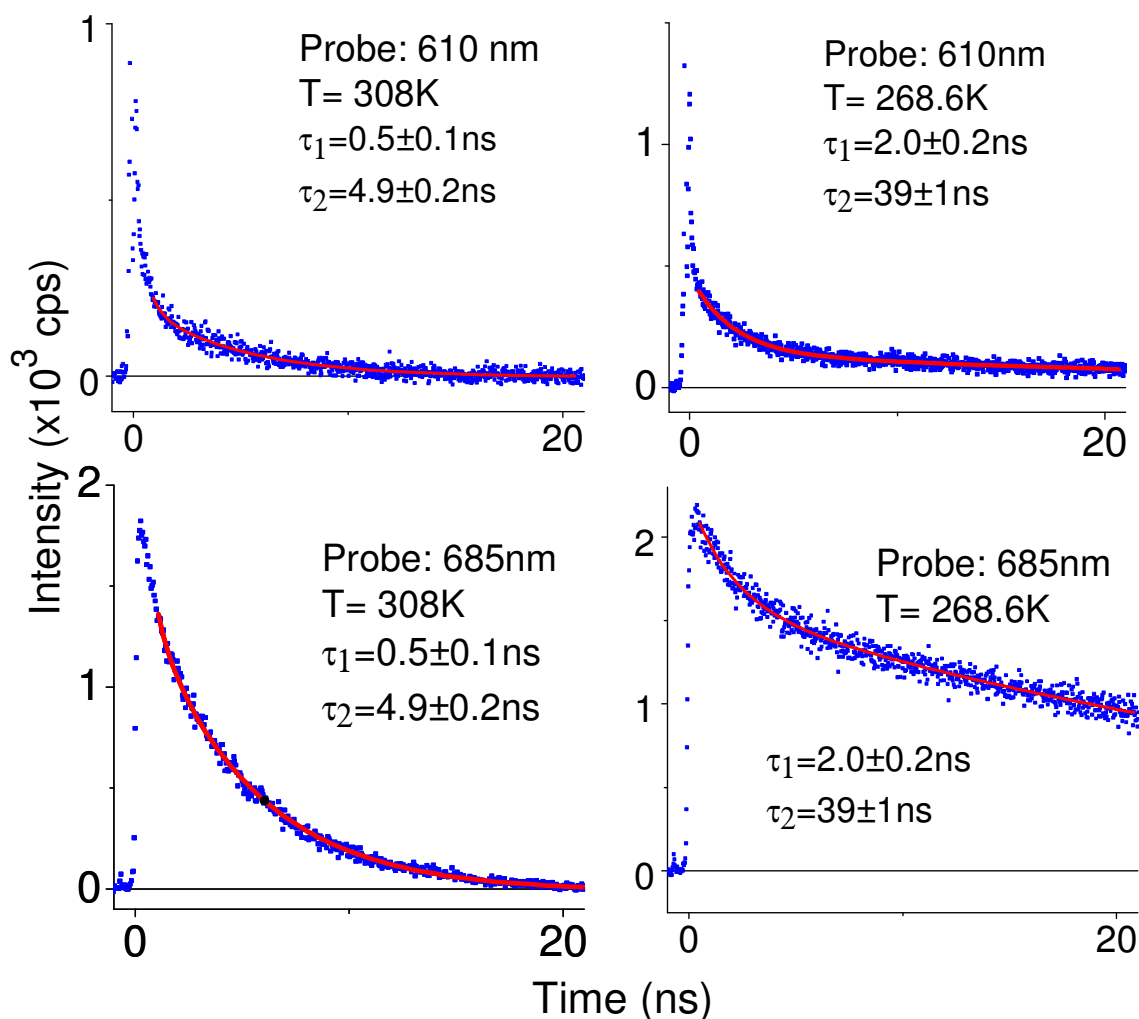 Intensity (x10³ cps)
1
0
0
20
Probe: 610 nm
T= 308K
τ₁=0.5±0.1ns
τ₂=4.9±0.2ns
1
0
0
20
Probe: 610nm
T= 268.6K
τ₁=2.0±0.2ns
τ₂=39±1ns
2
1
0
0
20
Probe: 685nm
T= 308K
τ₁=0.5±0.1ns
τ₂=4.9±0.2ns
2
1
0
0
20
Probe: 685nm
T= 268.6K
τ₁=2.0±0.2ns
τ₂=39±1ns
Time (ns)